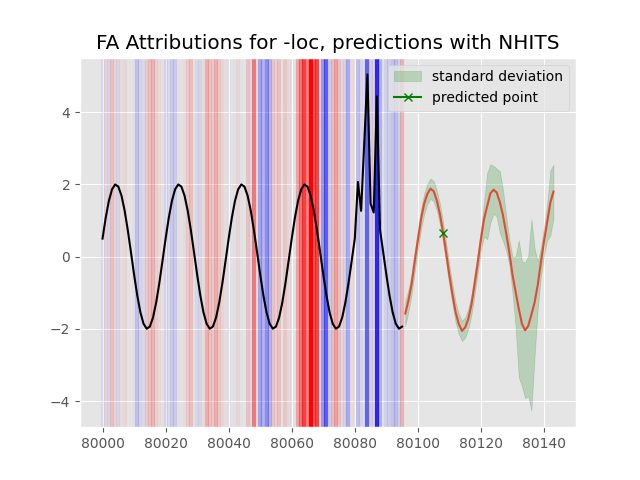 FA Attributions for -loc, predictions with NHITS
standard deviation
predicted point
4
2
0
−2
−4
80000 80020 80040 80060 80080 80100 80120 80140